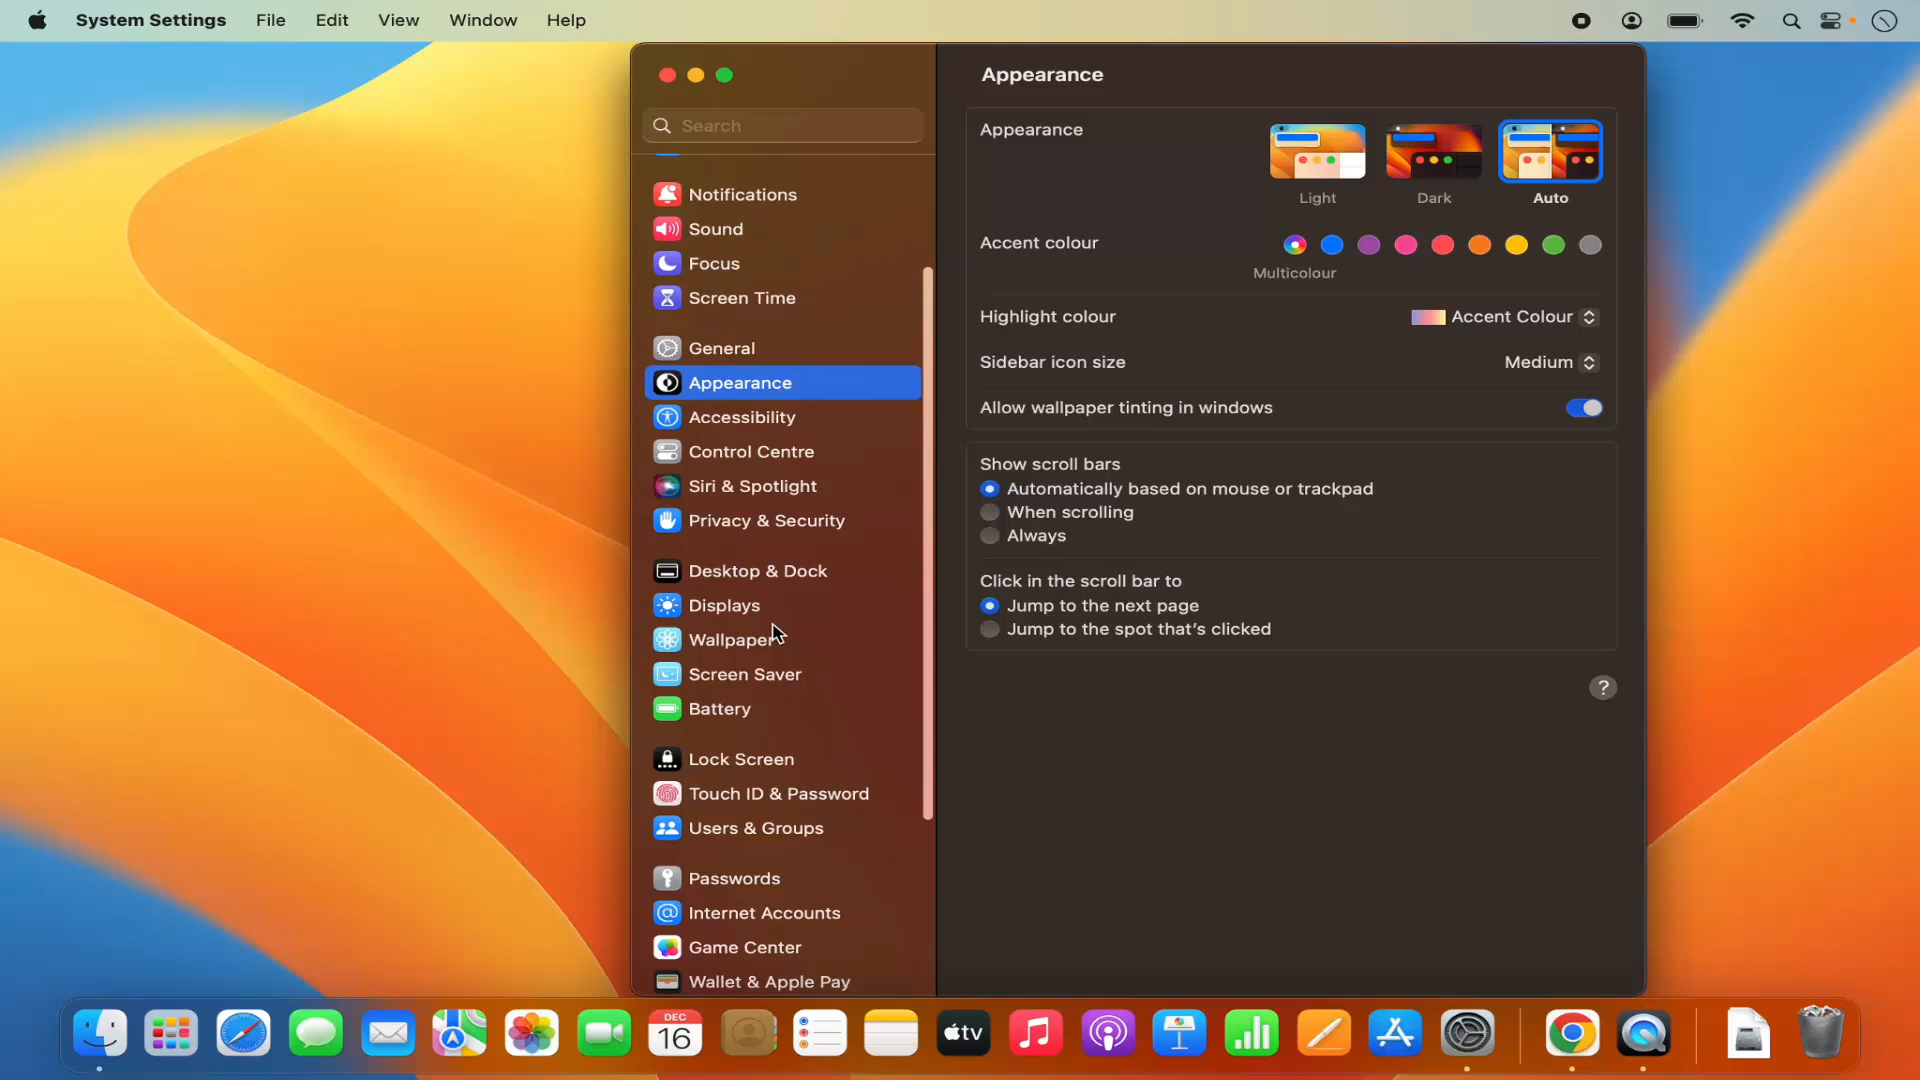 System Settings File Edit View Window Help
Search
Notifications
Sound
Focus
Screen Time
General
Appearance
Accessibility
Control Centre
Siri & Spotlight
Privacy & Security
Desktop & Dock
Displays
Wallpaper
Screen Saver
Battery
Lock Screen
Touch ID & Password
Users & Groups
Passwords
Internet Accounts
Game Center
Wallet & Apple Pay
Appearance
Appearance
Light Dark Auto
Accent colour
Multicolour
Highlight colour Accent Colour
Sidebar icon size Medium
Allow wallpaper tinting in windows
Show scroll bars
Automatically based on mouse or trackpad
When scrolling
Always
Click in the scroll bar to
Jump to the next page
Jump to the spot that's clicked
?
DEC
16
tv